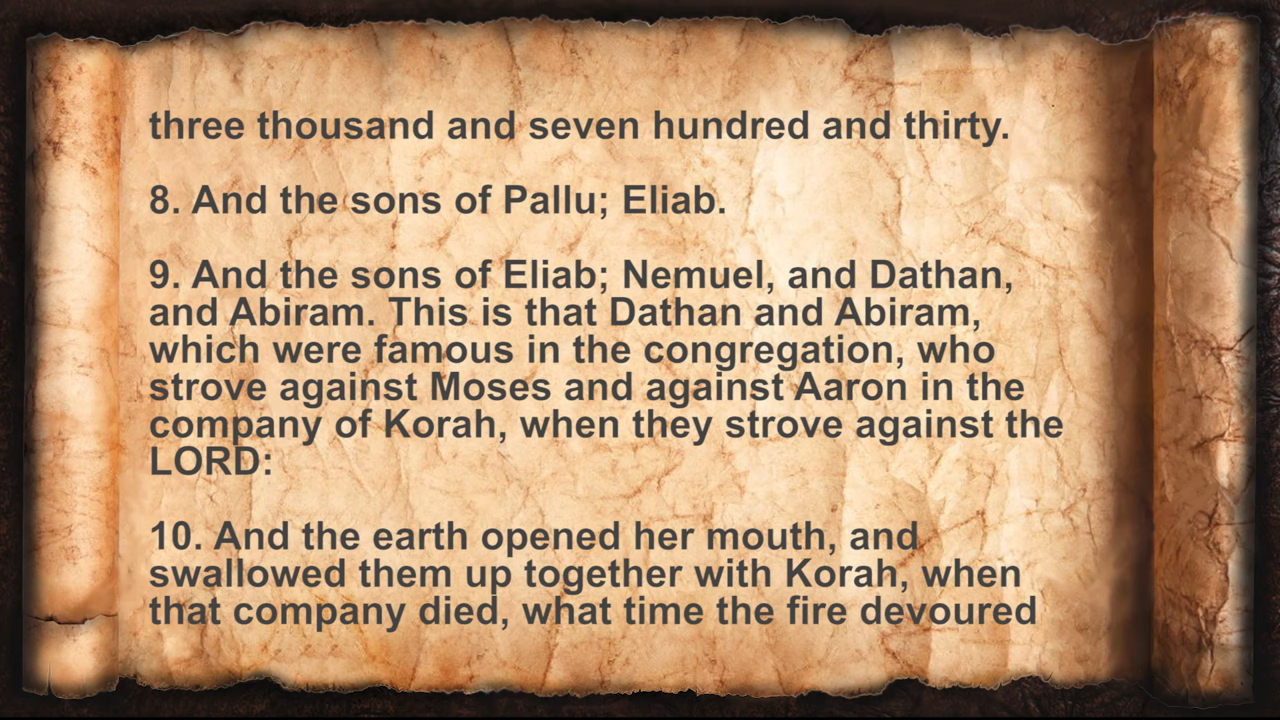 three thousand and seven hundred and thirty.
8. And the sons of Pallu; Eliab.
9. And the sons of Eliab; Nemuel, and Dathan,
and Abiram. This is that Dathan and Abiram,
which were famous in the congregation, who
strove against Moses and against Aaron in the
company of Korah, when they strove against the
LORD:
10. And the earth opened her mouth, and
swallowed them up together with Korah, when
that company died, what time the fire devoured